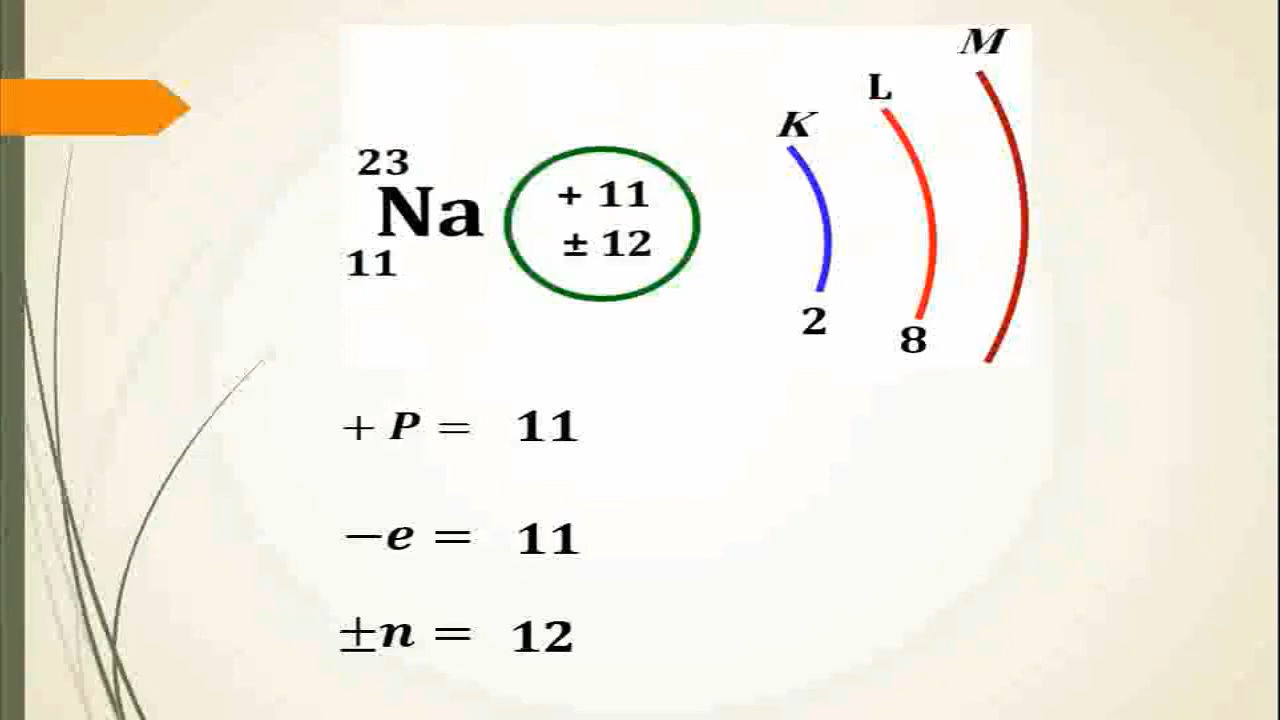 M
L
K
23
Na
11
+ 11
± 12
2
8
+ P = 11
−e = 11
±n = 12